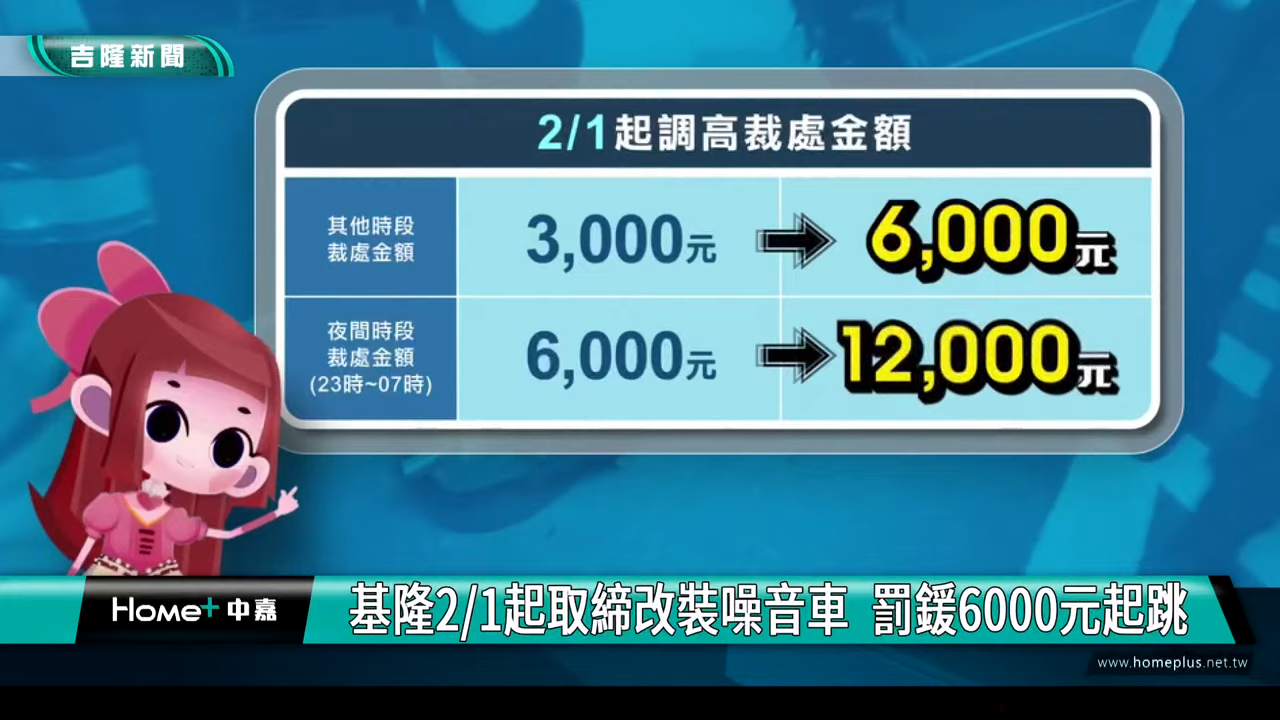 吉隆新聞
2/1起調高裁處金額
其他時段
裁處金額
3,000元
6,000元
夜間時段
裁處金額
(23時~07時)
6,000元
12,000元
Home+中嘉
基隆2/1起取締改裝噪音車 罰鍰6000元起跳
www.homeplus.net.tw